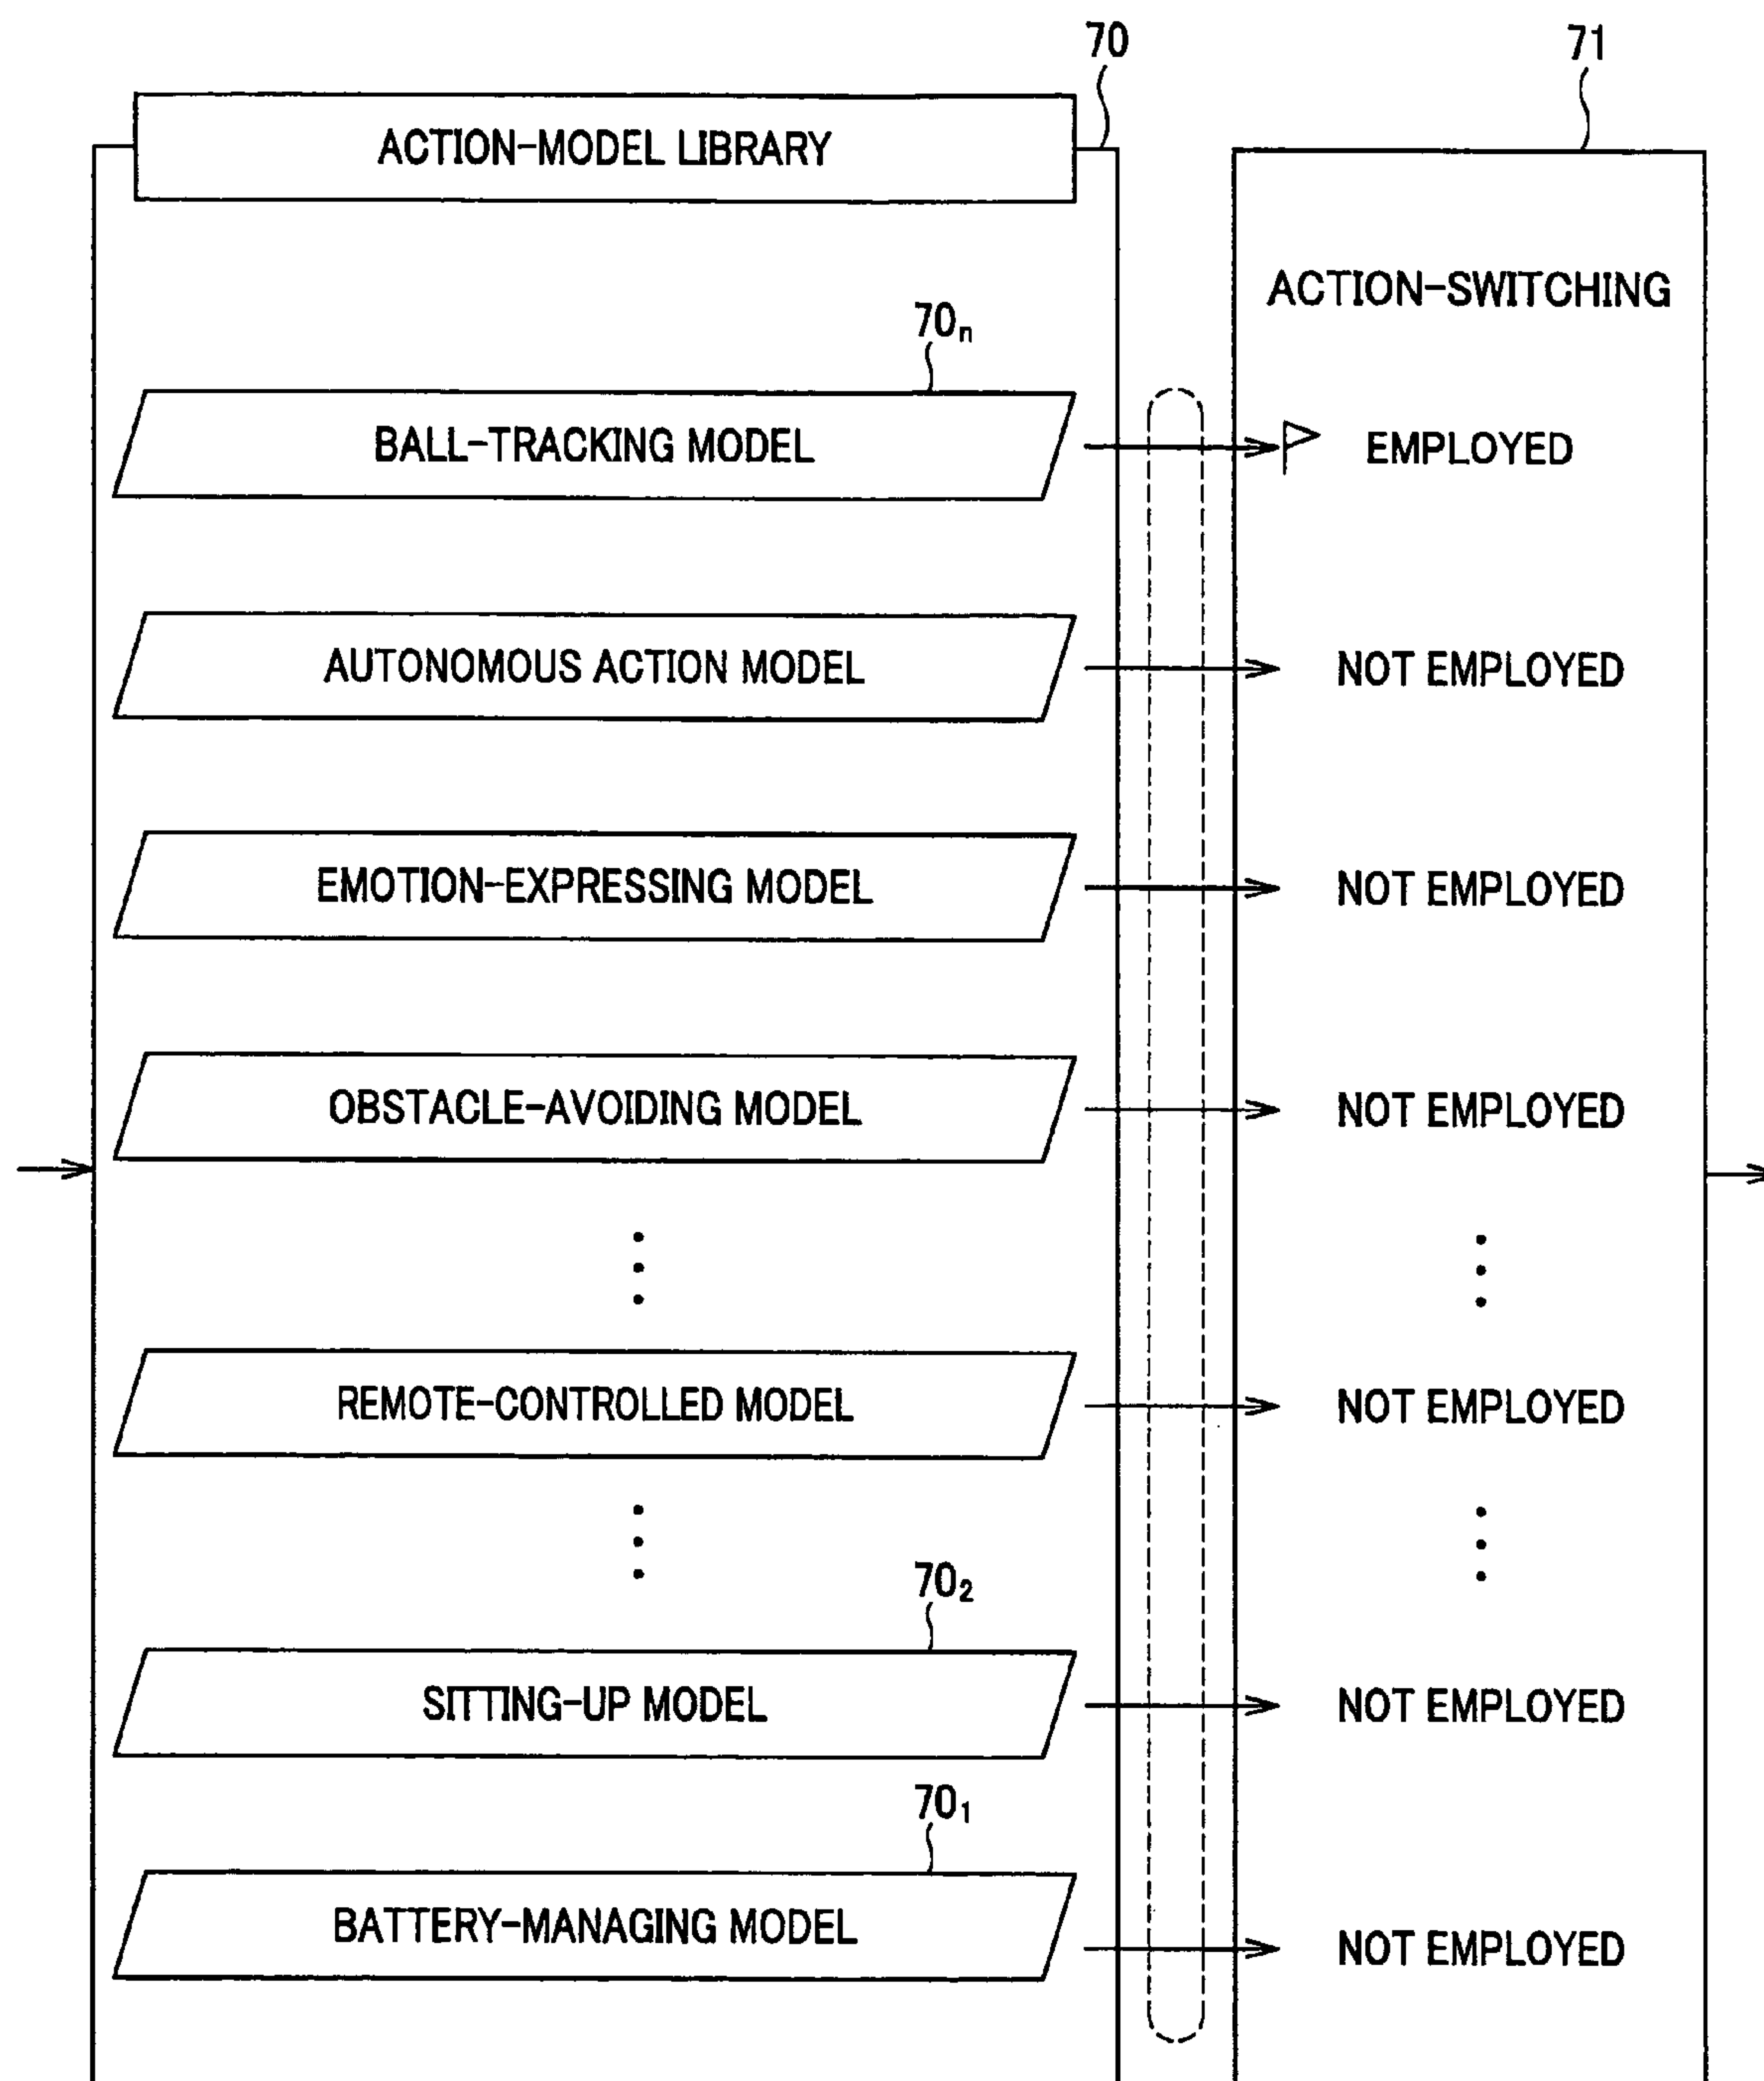 70
71
ACTION-MODEL LIBRARY
ACTION-SWITCHING
70n
BALL-TRACKING MODEL
EMPLOYED
AUTONOMOUS ACTION MODEL
NOT EMPLOYED
EMOTION-EXPRESSING MODEL
NOT EMPLOYED
OBSTACLE-AVOIDING MODEL
NOT EMPLOYED
REMOTE-CONTROLLED MODEL
NOT EMPLOYED
702
SITTING-UP MODEL
NOT EMPLOYED
701
BATTERY-MANAGING MODEL
NOT EMPLOYED